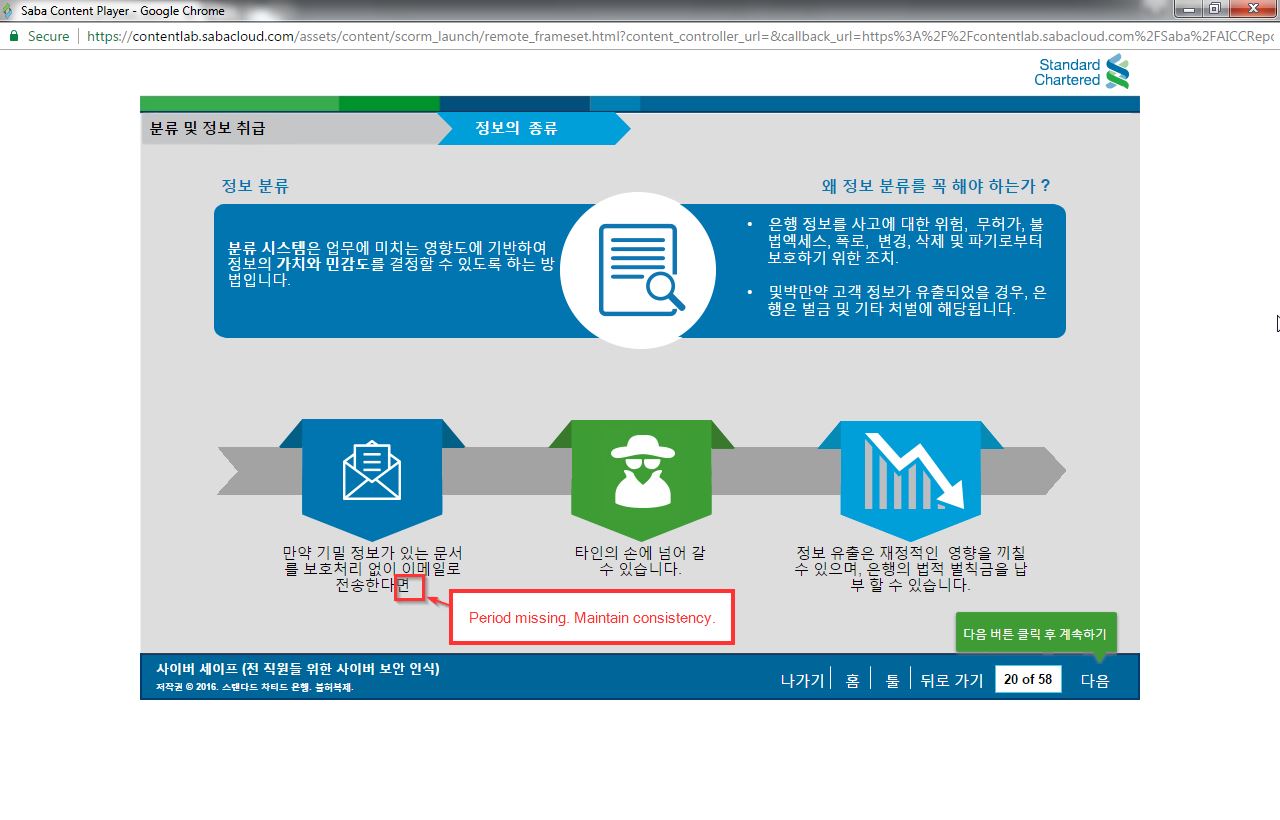 Saba Content Player - Google Chrome
Secure
https://contentlab.sabacloud.com/assets/content/scorm_launch/remote_frameset.html?content_controller_url=&callback_url=https%3A%2F%2Fcontentlab.sabacloud.com%2FSaba%2FAICCRepo
Standard
Chartered
분류 및 정보 취급
정보의 종류
정보 분류
왜 정보 분류를 꼭 해야 하는가 ?
분류 시스템은 업무에 미치는 영향도에 기반하여
정보의 가치와 민감도를 결정할 수 있도록 하는 방
법입니다.
• 은행 정보를 사고에 대한 위험, 무허가, 불
법엑세스, 폭로, 변경, 삭제 및 파기로부터
보호하기 위한 조치.
• 및박만약 고객 정보가 유출되었을 경우, 은
행은 벌금 및 기타 처벌에 해당됩니다.
만약 기밀 정보가 있는 문서
를 보호처리 없이 이메일로
전송한다면
타인의 손에 넘어 갈
수 있습니다.
정보 유출은 재정적인 영향을 끼칠
수 있으며, 은행의 법적 벌칙금을 납
부 할 수 있습니다.
Period missing. Maintain consistency.
다음 버튼 클릭 후 계속하기
사이버 세이프 (전 직원들 위한 사이버 보안 인식)
저작권 © 2016. 스탠다드 차티드 은행. 불허복제.
나가기 홈 툴 뒤로 가기 20 of 58 다음